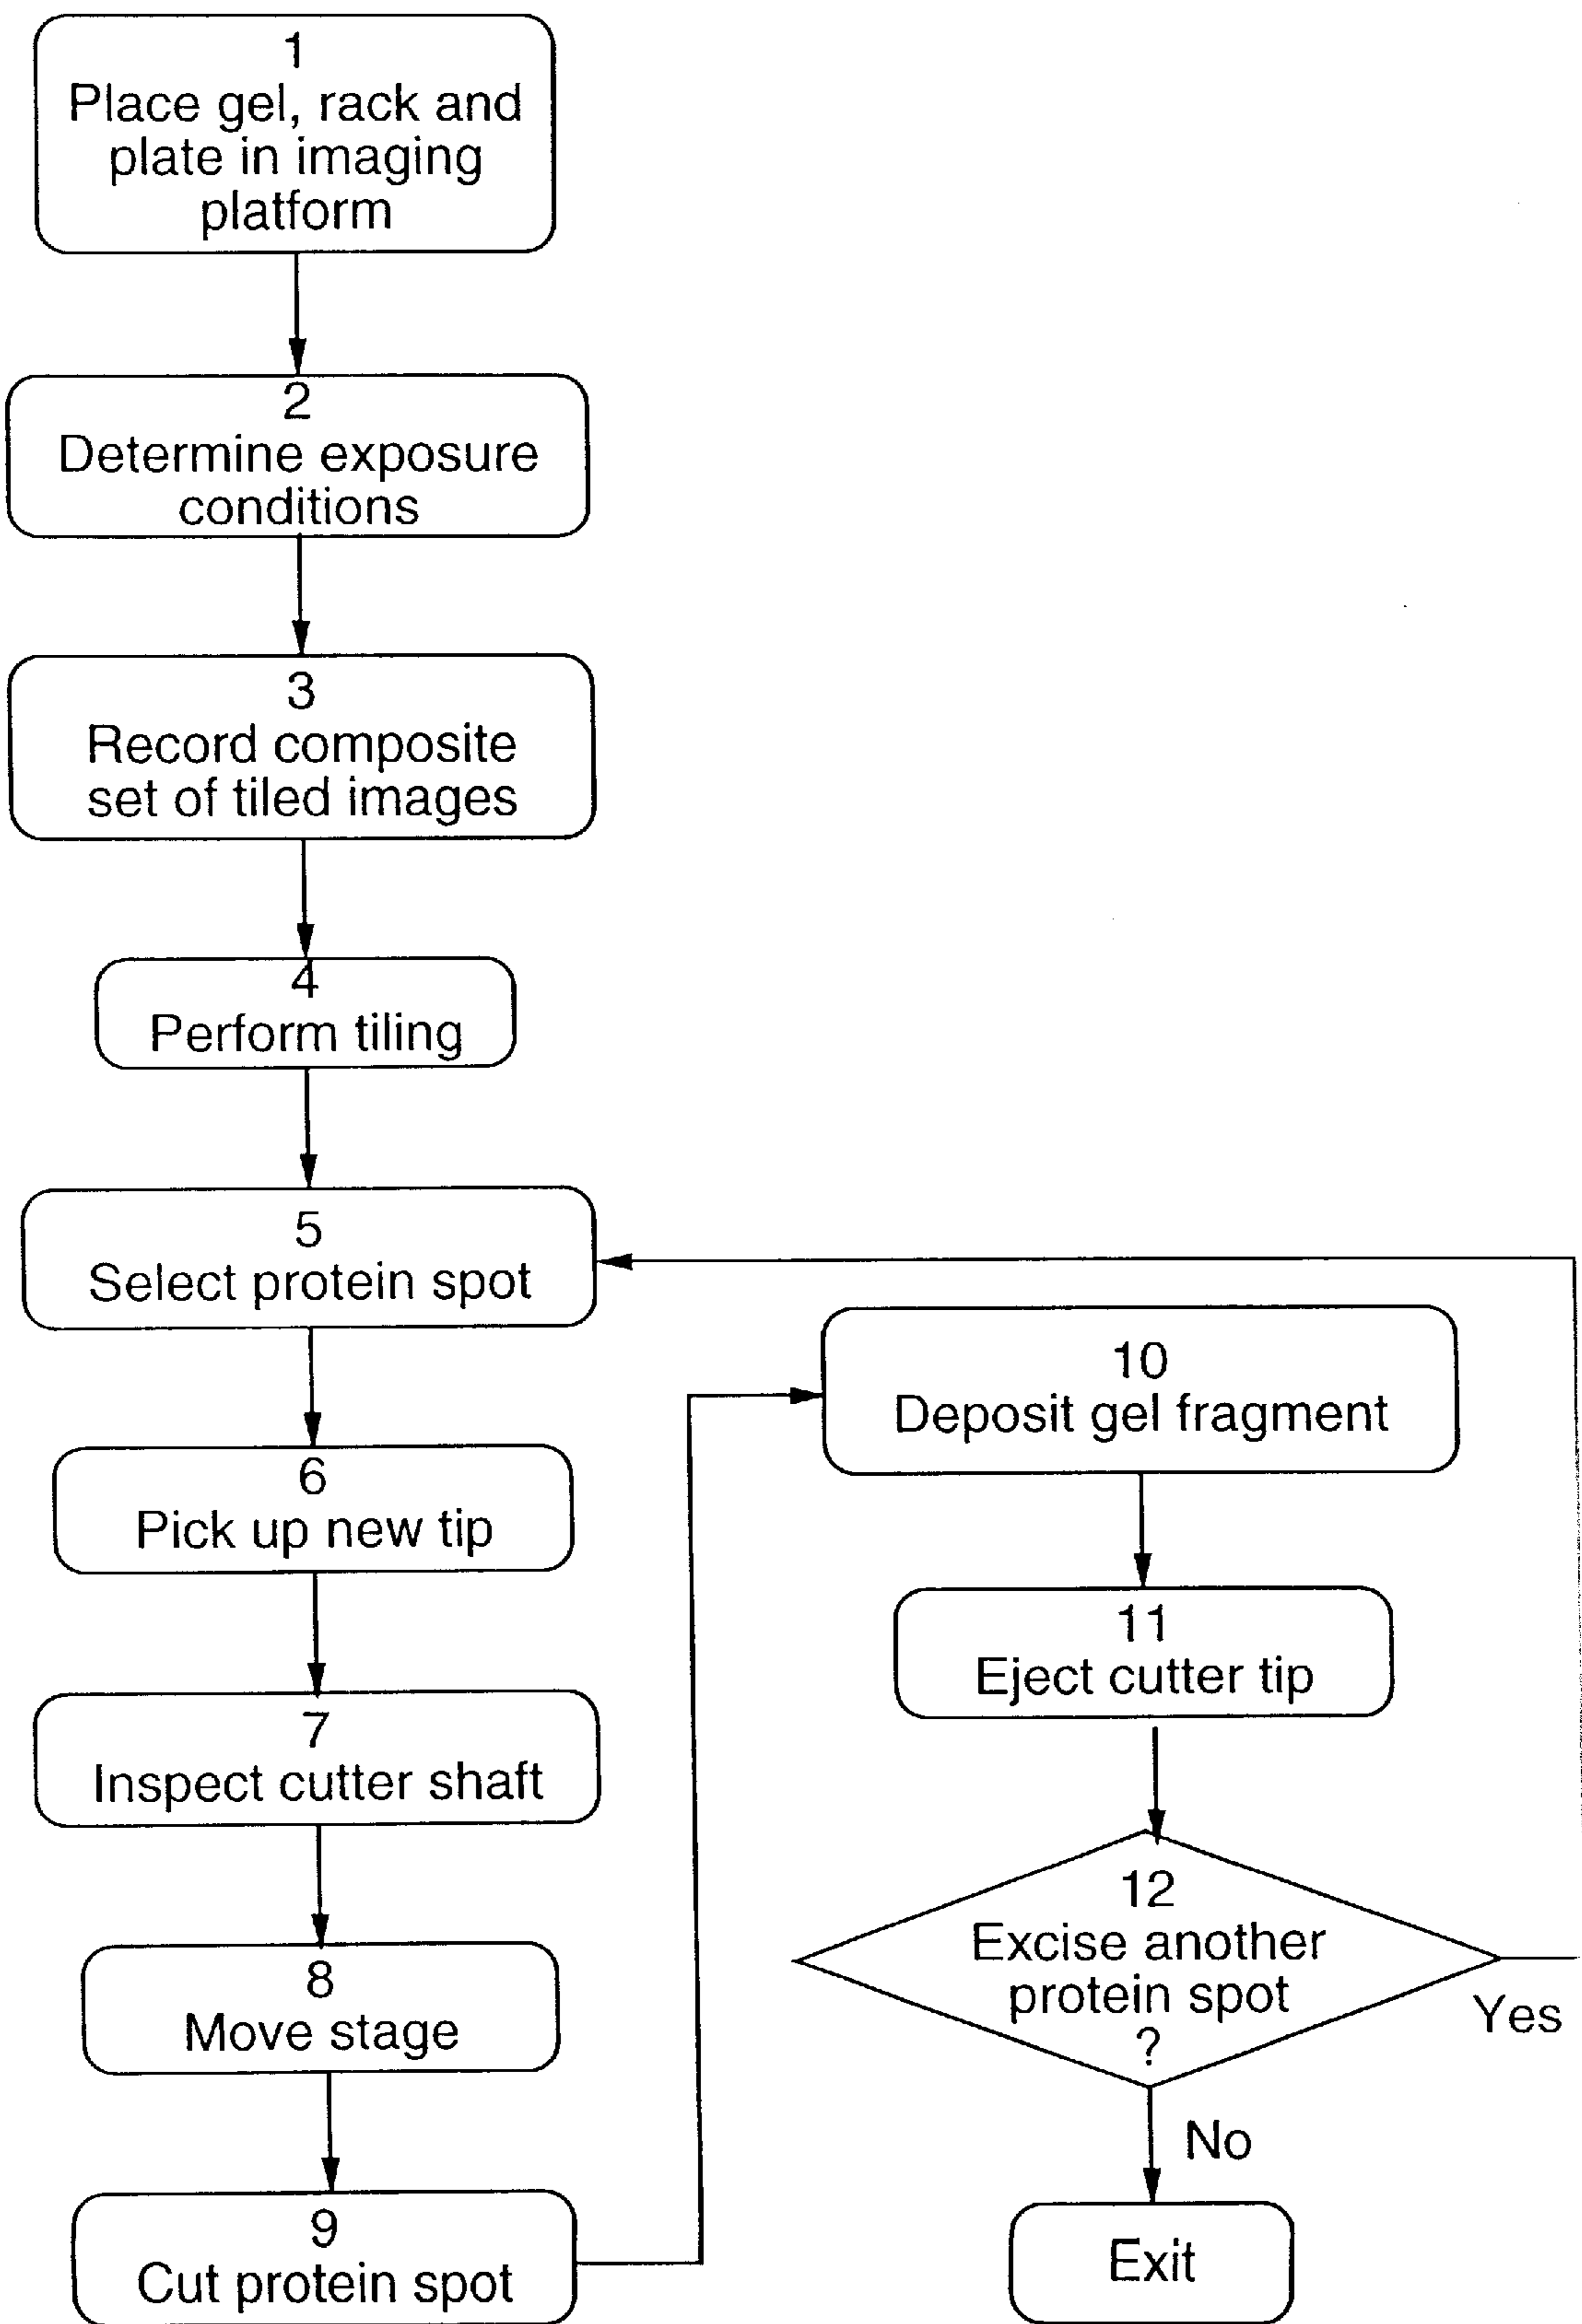 1
Place gel, rack and
plate in imaging
platform
2
Determine exposure
conditions
3
Record composite
set of tiled images
4
Perform tiling
5
Select protein spot
6
Pick up new tip
7
Inspect cutter shaft
8
Move stage
9
Cut protein spot
10
Deposit gel fragment
11
Eject cutter tip
12
Excise another
protein spot
?
Yes
No
Exit